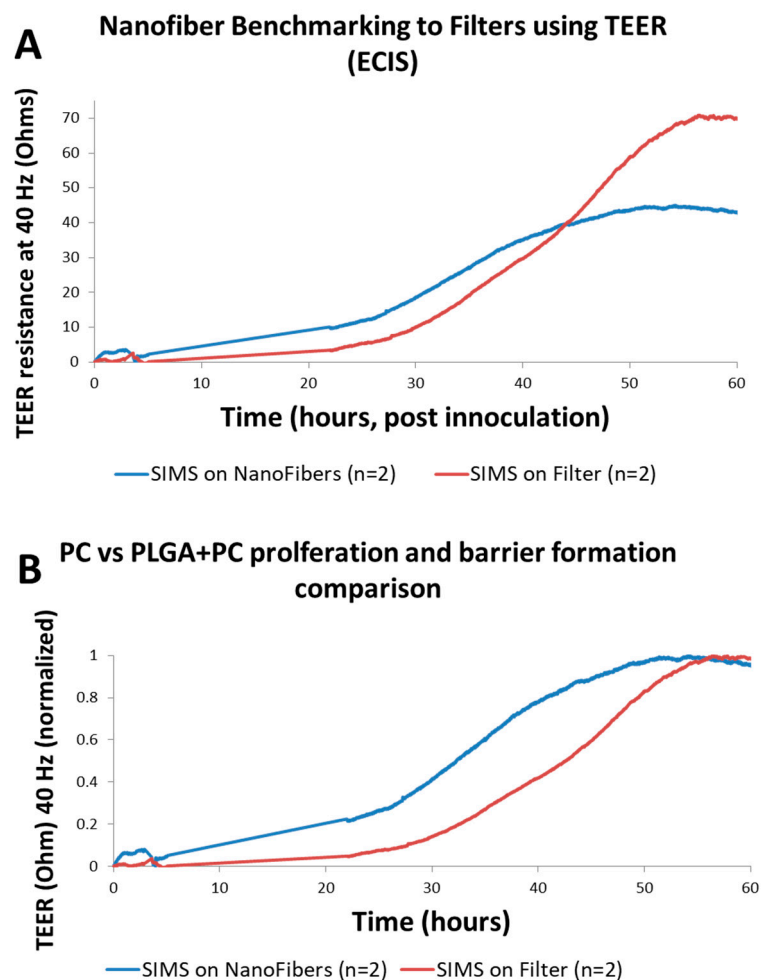 A
Nanofiber Benchmarking to Filters using TEER
(ECIS)
TEER resistance at 40 Hz (Ohms)
70
60
50
40
30
20
10
0
0 10 20 30 40 50 60
Time (hours, post innoculation)
SIMS on NanoFibers (n=2) SIMS on Filter (n=2)
B
PC vs PLGA+PC prolferation and barrier formation
comparison
TEER (Ohm) 40 Hz (normalized)
1
0.8
0.6
0.4
0.2
0
0 10 20 30 40 50 60
Time (hours)
SIMS on NanoFibers (n=2) SIMS on Filter (n=2)